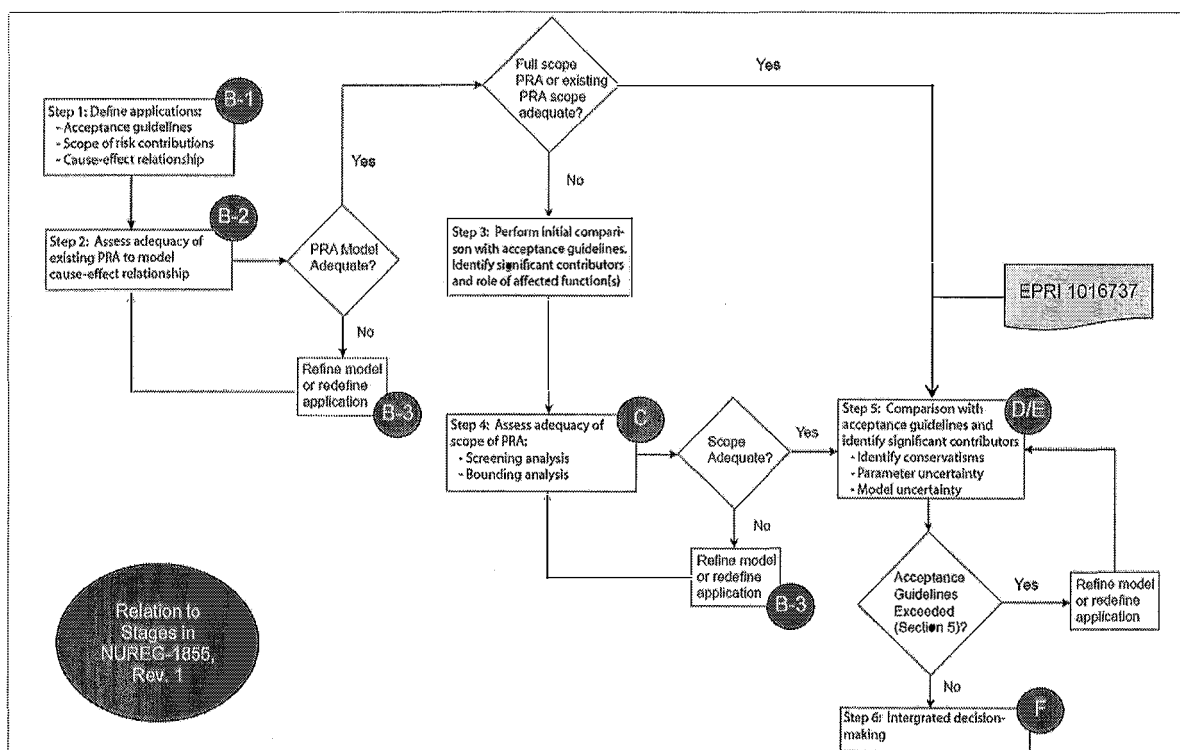 Full scope
PRA or existing
PRA scope
adequate?
Yes
B-1
Step 1: Define applications:
- Acceptance guidelines
- Scope of risk contributions
- Cause-effect relationship
Yes
No
B-2
Step 2: Assess adequacy of
existing PRA to model
cause-effect relationship
PRA Model
Adequate?
Step 3: Perform initial compari-
son with acceptance guidelines.
Identify significant contributors
and role of affected function(s)
EPRI 1016737
No
Refine model
or redefine
application
B-3
Step 4: Assess adequacy of
scope of PRA:
- Screening analysis
- Bounding analysis
C
Scope
Adequate?
Yes
Step 5: Comparison with
acceptance guidelines and
identify significant contributors
- Identify conservatisms
- Parameter uncertainty
- Model uncertainty
D/E
No
Refine model
or redefine
application
B-3
Acceptance
Guidelines
Exceeded
(Section 5)?
Yes
Refine model
or redefine
application
Relation to
Stages in
NUREG-1855,
Rev. 1
No
Step 6: Intergrated decision-
making
F